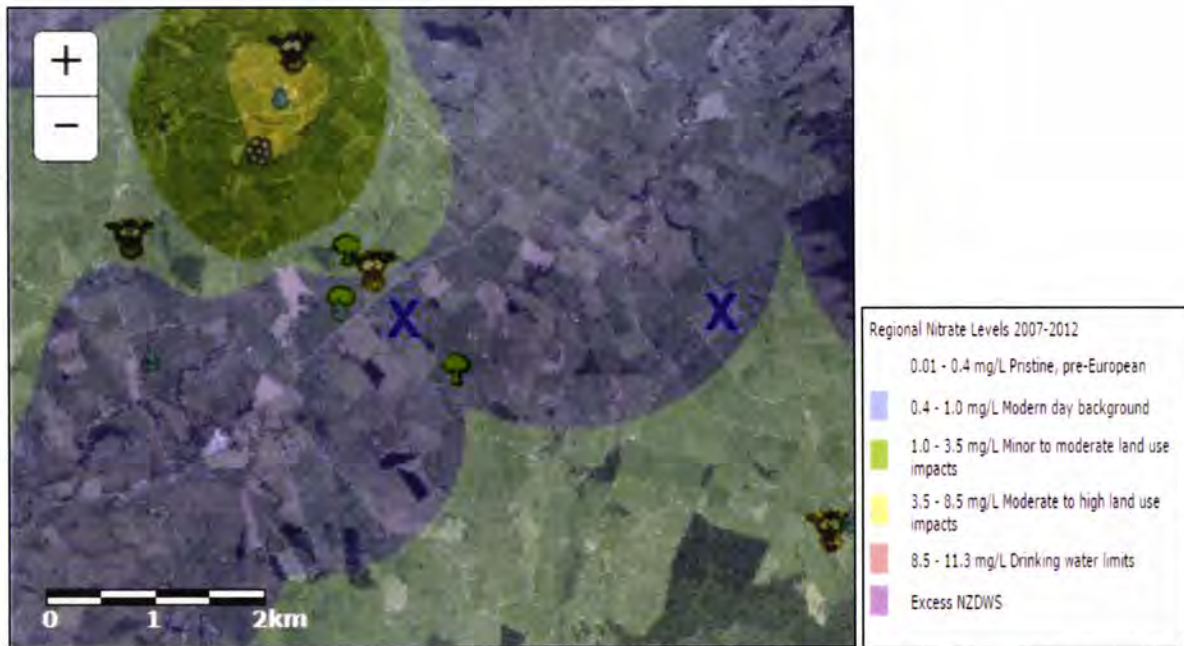 +
−
X X
0 1 2km
Regional Nitrate Levels 2007-2012
0.01 - 0.4 mg/L Pristine, pre-European
0.4 - 1.0 mg/L Modern day background
1.0 - 3.5 mg/L Minor to moderate land use
impacts
3.5 - 8.5 mg/L Moderate to high land use
impacts
8.5 - 11.3 mg/L Drinking water limits
Excess NZDWS